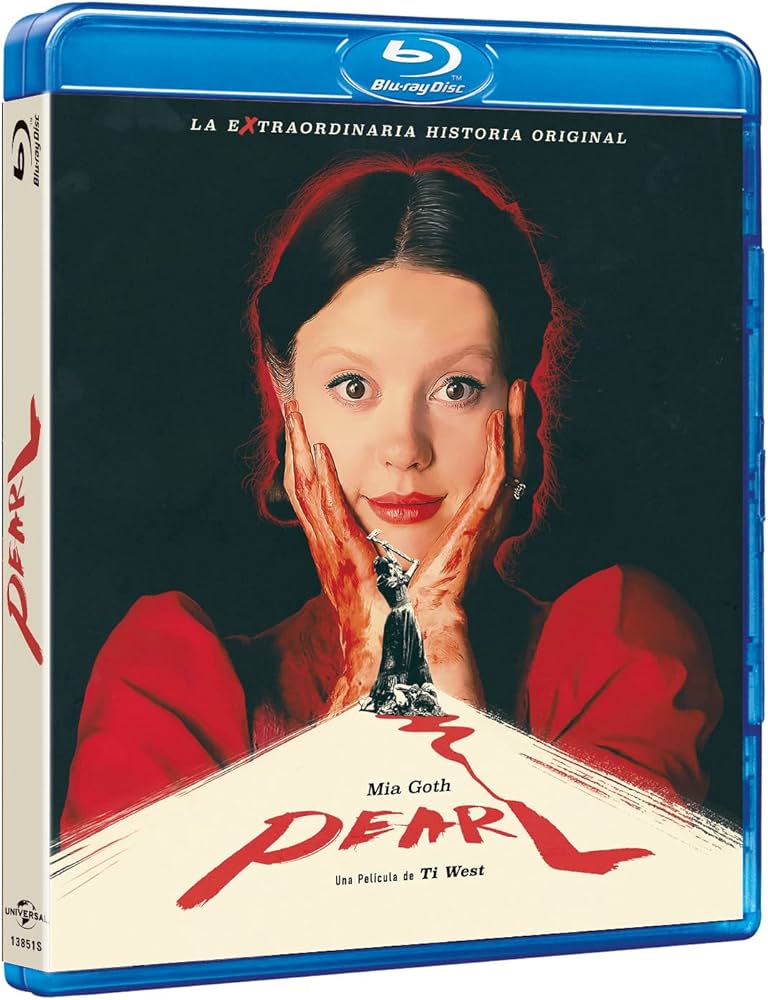 Blu-ray Disc™
LA EXTRAORDINARIA HISTORIA ORIGINAL
Mia Goth
PEARL
Una Película de Ti West
Blu-ray Disc
PEARL
UNIVERSAL
13851S